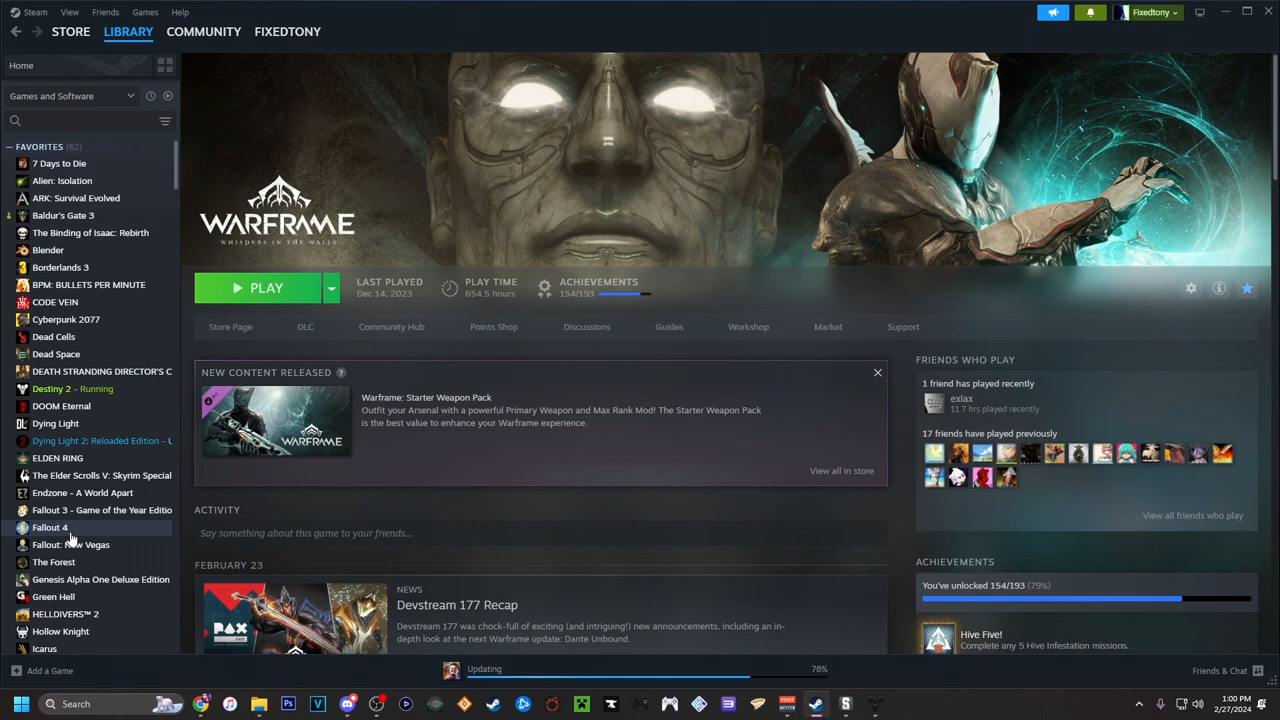 Steam View Friends Games Help
Fixedtony
STORE LIBRARY COMMUNITY FIXEDTONY
Home
Games and Software
FAVORITES (62)
7 Days to Die
Alien: Isolation
ARK: Survival Evolved
Baldur's Gate 3
The Binding of Isaac: Rebirth
Blender
Borderlands 3
BPM: BULLETS PER MINUTE
CODE VEIN
Cyberpunk 2077
Dead Cells
Dead Space
DEATH STRANDING DIRECTOR'S C
Destiny 2 - Running
DOOM Eternal
Dying Light
Dying Light 2: Reloaded Edition - U
ELDEN RING
The Elder Scrolls V: Skyrim Special
Endzone - A World Apart
Fallout 3 - Game of the Year Editio
Fallout 4
Fallout: New Vegas
The Forest
Genesis Alpha One Deluxe Edition
Green Hell
HELLDIVERS™ 2
Hollow Knight
Icarus
Add a Game
WARFRAME
WHISPERS IN THE WALLS
PLAY
LAST PLAYED
Dec 14, 2023
PLAY TIME
654.5 hours
ACHIEVEMENTS
154/193
Store Page DLC Community Hub Points Shop Discussions Guides Workshop Market Support
NEW CONTENT RELEASED ?
WARFRAME
Warframe: Starter Weapon Pack
Outfit your Arsenal with a powerful Primary Weapon and Max Rank Mod! The Starter Weapon Pack
is the best value to enhance your Warframe experience.
View all in store
ACTIVITY
Say something about this game to your friends...
FEBRUARY 23
PAX
NEWS
Devstream 177 Recap
Devstream 177 was chock-full of exciting (and intriguing!) new announcements, including an in-
depth look at the next Warframe update: Dante Unbound.
FRIENDS WHO PLAY
1 friend has played recently
exlax
11.7 hrs played recently
17 friends have played previously
View all friends who play
ACHIEVEMENTS
You've unlocked 154/193 (79%)
Hive Five!
Complete any 5 Hive Infestation missions.
Updating 78%
Friends & Chat
Search
1:00 PM
2/27/2024